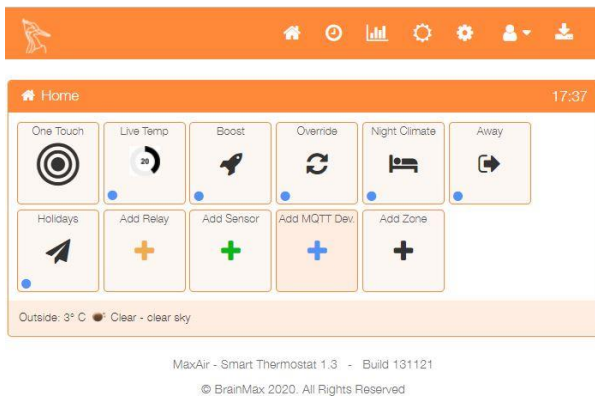 Home 17:37
One Touch Live Temp Boost Override Night Climate Away
20
Holidays Add Relay Add Sensor Add MQTT Dev. Add Zone
Outside: 3° C Clear - clear sky
MaxAir - Smart Thermostat 1.3 - Build 131121
© BrainMax 2020. All Rights Reserved